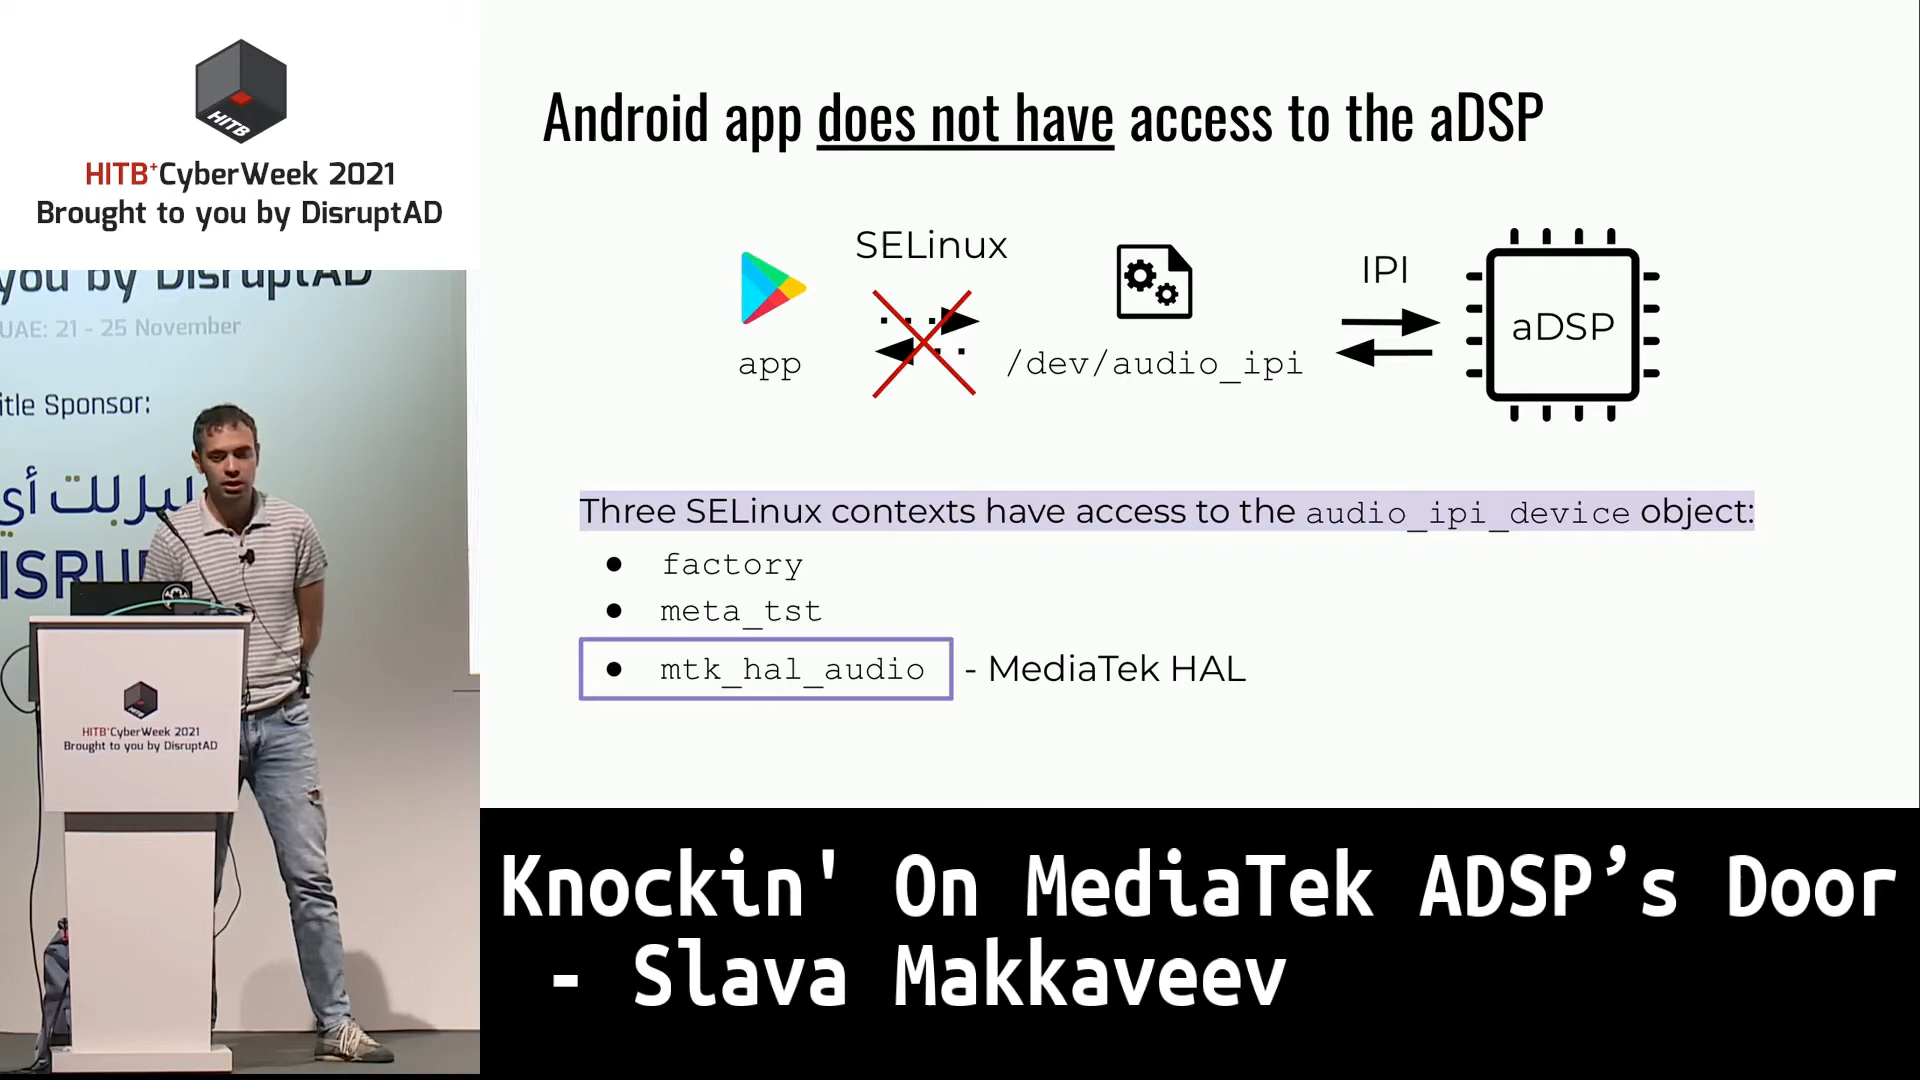 HITB
HITB+CyberWeek 2021
Brought to you by DisruptAD
you by DisruptAD
UAE: 21 - 25 November
itle Sponsor:
HITB
HITB+CyberWeek 2021
Brought to you by DisruptAD
Android app does not have access to the aDSP
SELinux
app
/dev/audio_ipi
IPI
aDSP
Three SELinux contexts have access to the audio_ipi_device object:
● factory
● meta_tst
● mtk_hal_audio - MediaTek HAL
Knockin' On MediaTek ADSP’s Door
- Slava Makkaveev